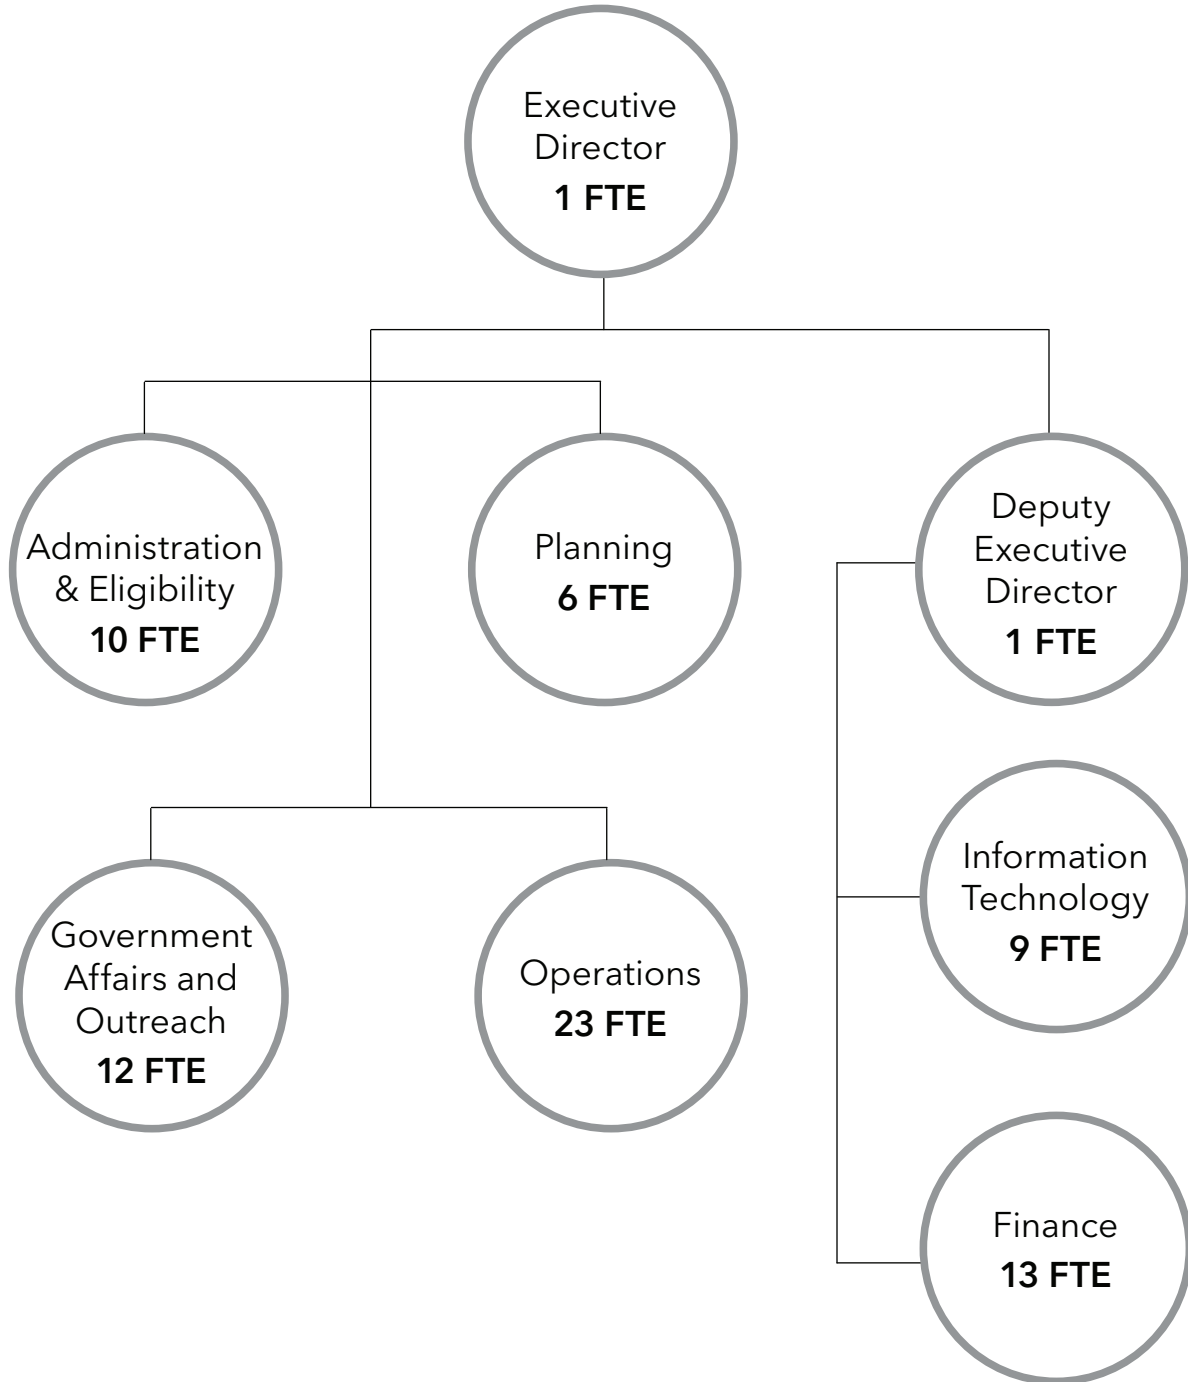 Executive
Director
1 FTE
Administration
& Eligibility
10 FTE
Planning
6 FTE
Deputy
Executive
Director
1 FTE
Government
Affairs and
Outreach
12 FTE
Operations
23 FTE
Information
Technology
9 FTE
Finance
13 FTE